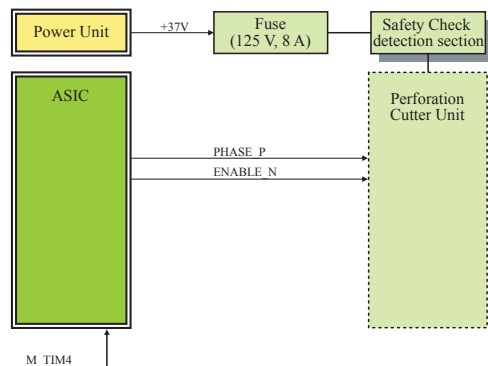 Power Unit
+37V
Fuse
(125 V, 8 A)
Safety Check
detection section
ASIC
Perforation
Cutter Unit
PHASE_P
ENABLE_N
M_TIM4